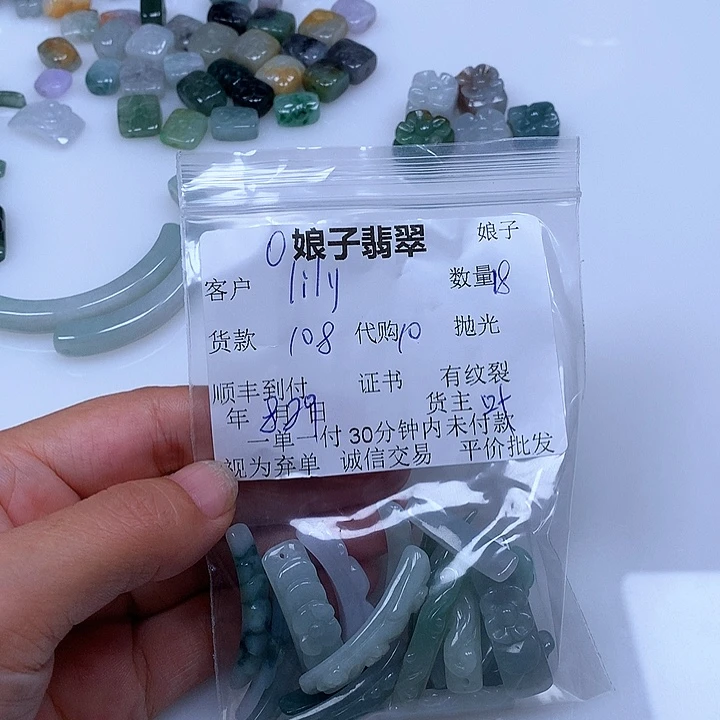 O 娘子翡翠 娘子
客户 lily 数量18
货款 108 代购10 抛光
顺丰到付 证书 有纹裂
年8月29日 货主
一单一付 30分钟内未付款
视为弃单 诚信交易 平价批发